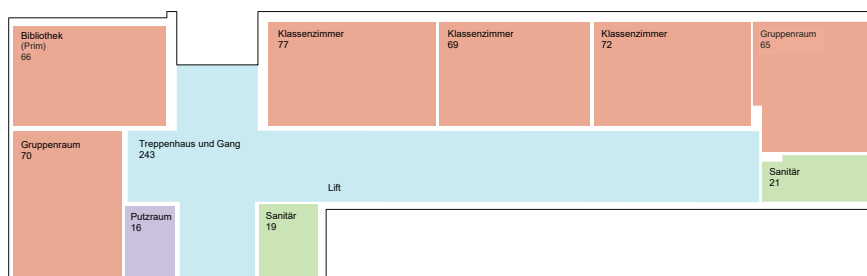 Bibliothek
(Prim)
66
Klassenzimmer
77
Klassenzimmer
69
Klassenzimmer
72
Gruppenraum
65
Gruppenraum
70
Treppenhaus und Gang
243
Lift
Sanitär
21
Putzraum
16
Sanitär
19